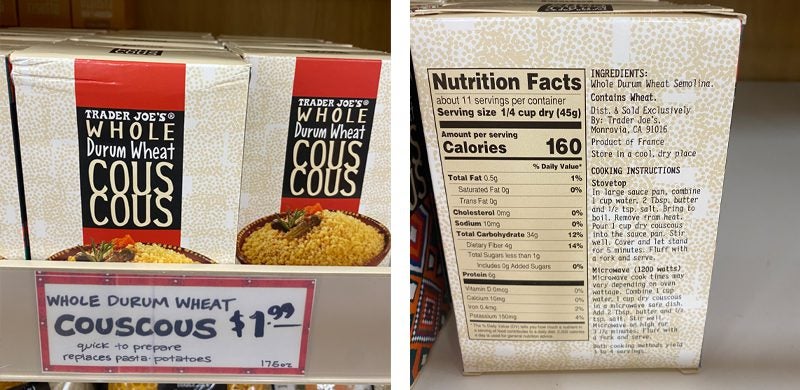 COUS
TRADER JOE'S®
WHOLE
Durum Wheat
COUS
COUS
TRADER JOE'S®
WHOLE
Durum Wheat
COUS
COUS
WHOLE DURUM WHEAT
COUSCOUS $1.99
quick to prepare
replaces pasta·potatoes
17.6oz
Nutrition Facts
about 11 servings per container
Serving size 1/4 cup dry (45g)
Amount per serving
Calories 160
% Daily Value*
Total Fat 0.5g 1%
Saturated Fat 0g 0%
Trans Fat 0g
Cholesterol 0mg 0%
Sodium 10mg 0%
Total Carbohydrate 34g 12%
Dietary Fiber 4g 14%
Total Sugars less than 1g
Includes 0g Added Sugars 0%
Protein 6g
Vitamin D 0mcg 0%
Calcium 10mg 0%
Iron 0.4mg 2%
Potassium 150mg 4%
INGREDIENTS:
Whole Durum Wheat Semolina.
Contains Wheat.
Dist. & Sold Exclusively
By: Trader Joe's,
Monrovia, CA 91016
Product of France
Store in a cool, dry place
COOKING INSTRUCTIONS
Stovetop
In large sauce pan, combine
1 cup water, 2 Tbsp. butter
and 1/2 tsp. salt. Bring to
boil. Remove from heat.
Pour 1 cup dry couscous
into the sauce pan. Stir
well. Cover and let stand
for 5 minutes. Fluff with
a fork and serve.
Microwave (1200 watts)
Microwave cook times may
vary depending on oven
wattage. Combine 1 cup
water, 1 cup dry couscous
in a microwave safe dish.
Add 2 Tbsp. butter and 1/2
tsp. salt. Stir well.
Microwave on high for
3 1/2 minutes. Fluff with
a fork and serve.
Both cooking methods yield